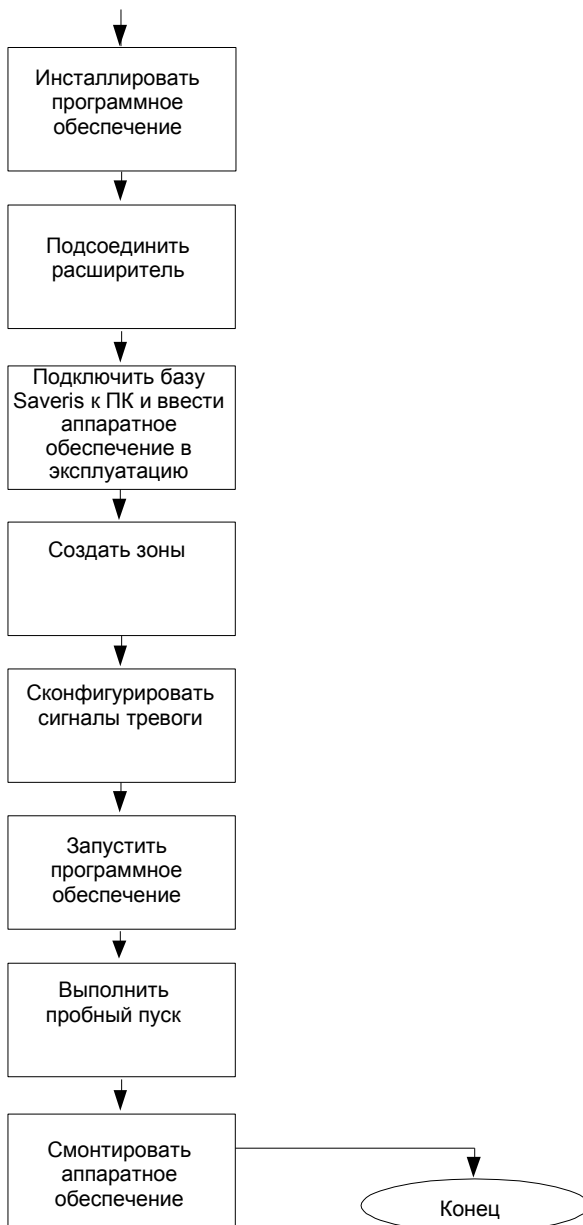 Инсталлировать
программное
обеспечение
Подсоединить
расширитель
Подключить базу
Saveris к ПК и ввести
аппаратное
обеспечение в
эксплуатацию
Создать зоны
Сконфигурировать
сигналы тревоги
Запустить
программное
обеспечение
Выполнить
пробный пуск
Смонтировать
аппаратное
обеспечение
Конец